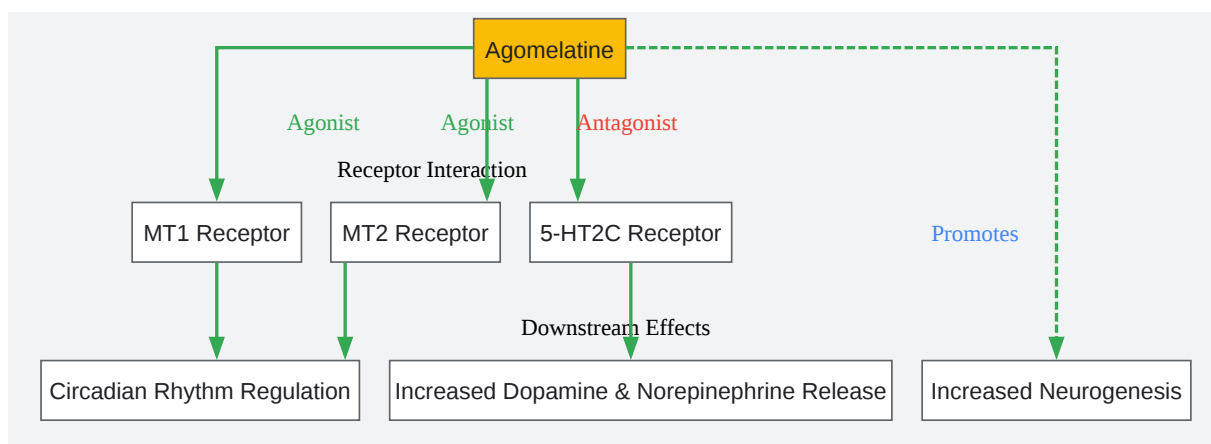 Agomelatine
Agonist
Agonist
Antagonist
Receptor Interaction
MT1 Receptor
MT2 Receptor
5-HT2C Receptor
Promotes
Downstream Effects
Circadian Rhythm Regulation
Increased Dopamine & Norepinephrine Release
Increased Neurogenesis